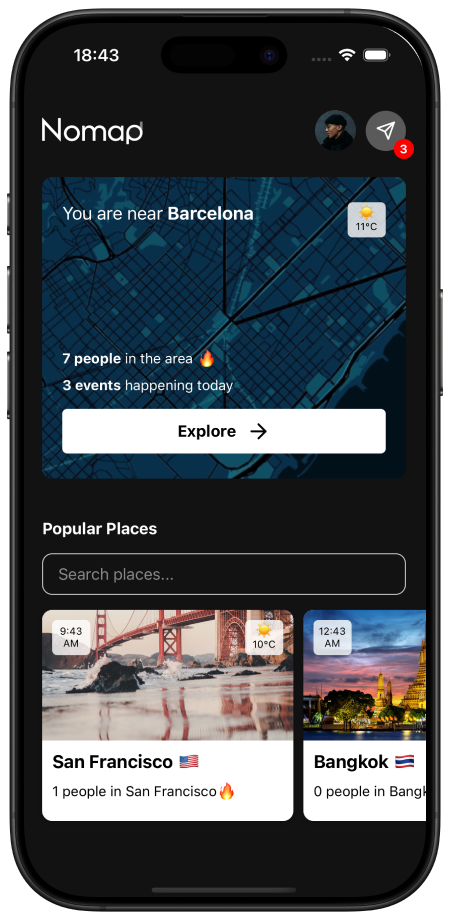 18:43
Nomap
3
You are near Barcelona
☀️
11°C
7 people in the area 🔥
3 events happening today
Explore →
Popular Places
Search places...
9:43
AM
☀️
10°C
San Francisco 🇺🇸
1 people in San Francisco🔥
12:43
AM
Bangkok 🇹🇭
0 people in Bangk